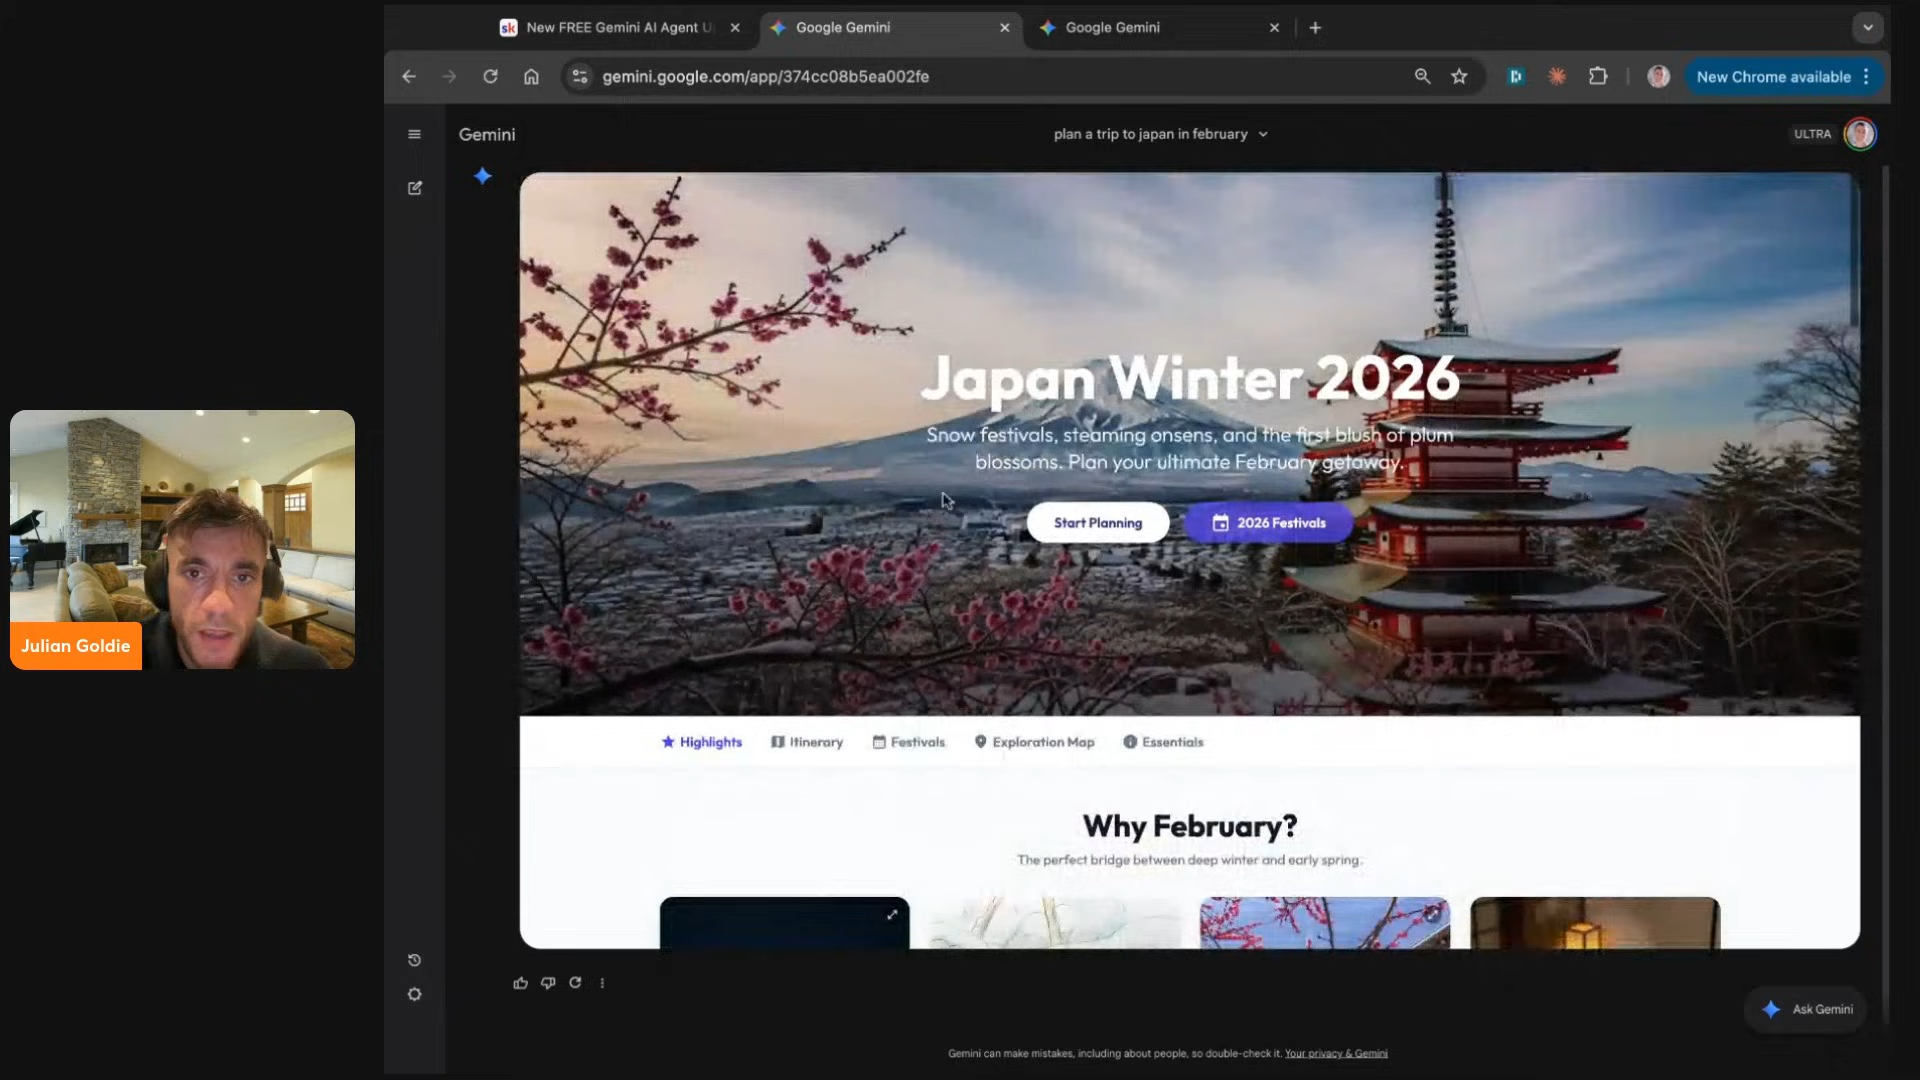 New FREE Gemini AI Agent U
Google Gemini
Google Gemini
gemini.google.com/app/374cc08b5ea002fe
New Chrome available
Gemini
plan a trip to japan in february
ULTRA
Japan Winter 2026
Snow festivals, steaming onsens, and the first blush of plum
blossoms. Plan your ultimate February getaway.
Start Planning
2026 Festivals
Julian Goldie
Highlights
Itinerary
Festivals
Exploration Map
Essentials
Why February?
The perfect bridge between deep winter and early spring.
Ask Gemini
Gemini can make mistakes, including about people, so double-check it. Your privacy & Gemini
sk